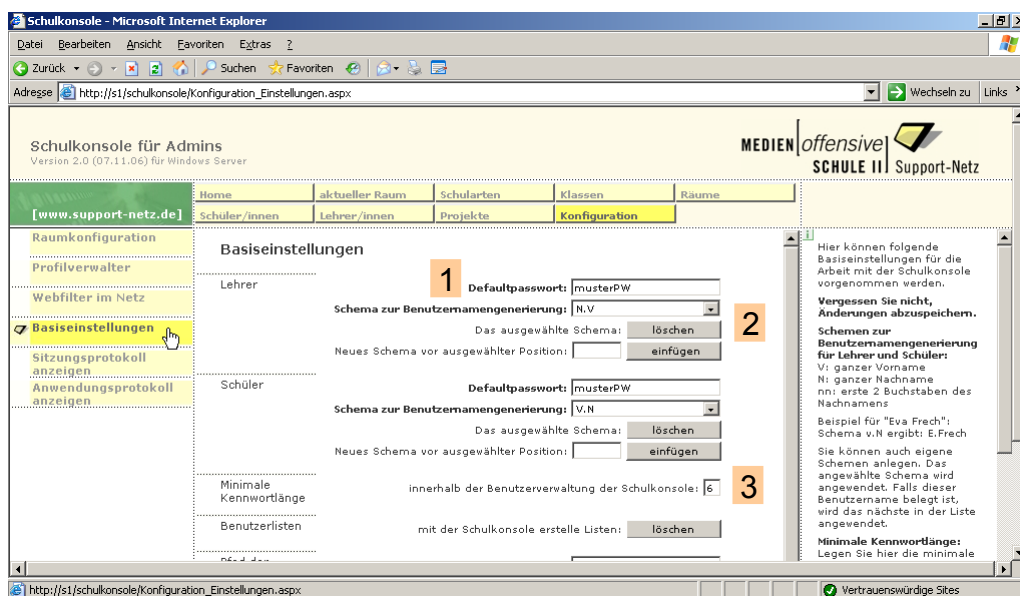 Schulkonsole - Microsoft Internet Explorer
Datei Bearbeiten Ansicht Favoriten Extras ?
Zurück Suchen Favoriten
Adresse http://s1/schulkonsole/Konfiguration_Einstellungen.aspx Wechseln zu Links
Schulkonsole für Admins
Version 2.0 (07.11.06) für Windows Server
MEDIEN offensive
SCHULE II Support-Netz
[www.support-netz.de]
Home aktueller Raum Schularten Klassen Räume
Schüler/innen Lehrer/innen Projekte Konfiguration
Raumkonfiguration
Profilverwalter
Webfilter im Netz
Basiseinstellungen
Sitzungsprotokoll
anzeigen
Anwendungsprotokoll
anzeigen
Basiseinstellungen
Lehrer
1
Defaultpasswort: musterPW
Schema zur Benutzernamengenerierung: N.V
2
Das ausgewählte Schema: löschen
Neues Schema vor ausgewählter Position: einfügen
Schüler
Defaultpasswort: musterPW
Schema zur Benutzernamengenerierung: V.N
Das ausgewählte Schema: löschen
Neues Schema vor ausgewählter Position: einfügen
Minimale
Kennwortlänge
innerhalb der Benutzerverwaltung der Schulkonsole: 6
3
Benutzerlisten
mit der Schulkonsole erstelle Listen: löschen
Hier können folgende
Basiseinstellungen für die
Arbeit mit der Schulkonsole
vorgenommen werden.
Vergessen Sie nicht,
Änderungen abzuspeichern.
Schemen zur
Benutzernamengenerierung
für Lehrer und Schüler:
V: ganzer Vorname
N: ganzer Nachname
nn: erste 2 Buchstaben des
Nachnamens
Beispiel für "Eva Frech":
Schema v.N ergibt: E.Frech
Sie können auch eigene
Schemen anlegen. Das
angewählte Schema wird
angewendet. Falls dieser
Benutzername belegt ist,
wird das nächste in der Liste
angewendet.
Minimale Kennwortlänge:
Legen Sie hier die minimale
http://s1/schulkonsole/Konfiguration_Einstellungen.aspx
Vertrauenswürdige Sites